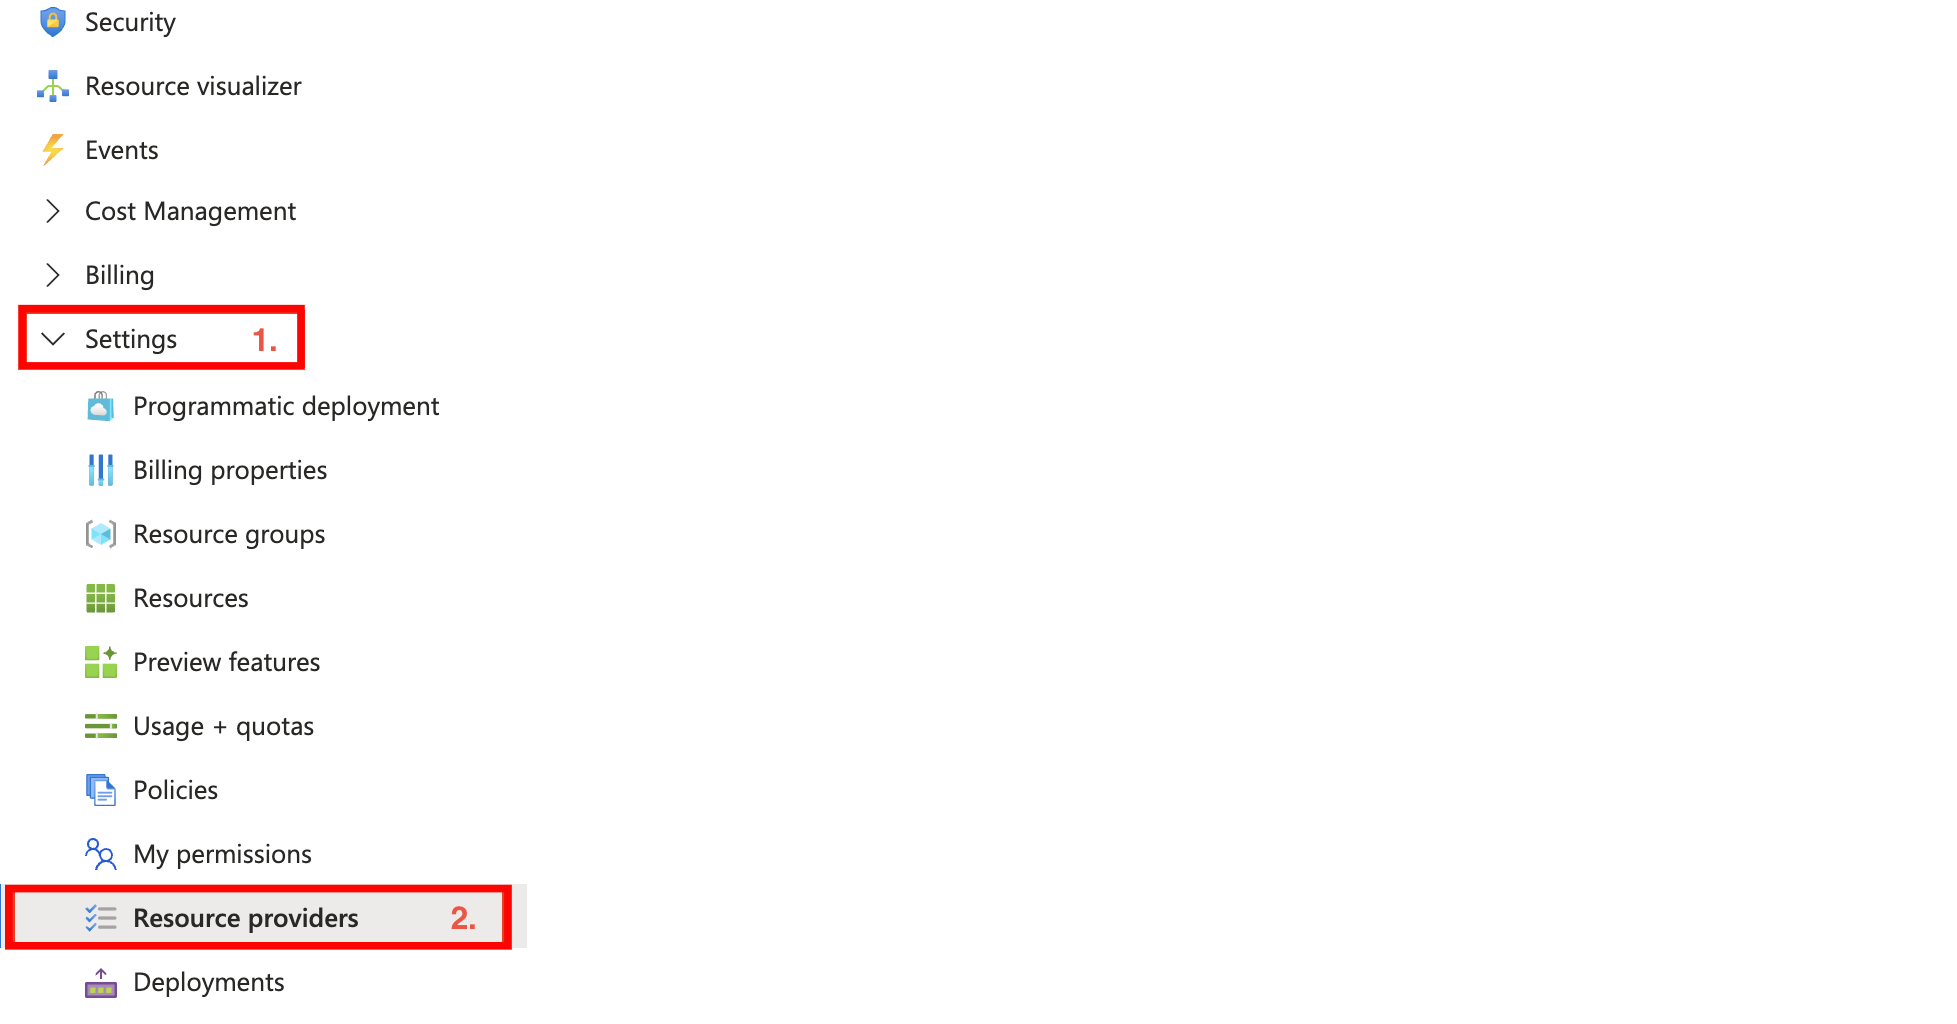 Security
Resource visualizer
Events
Cost Management
Billing
Settings 1.
Programmatic deployment
Billing properties
Resource groups
Resources
Preview features
Usage + quotas
Policies
My permissions
Resource providers 2.
Deployments